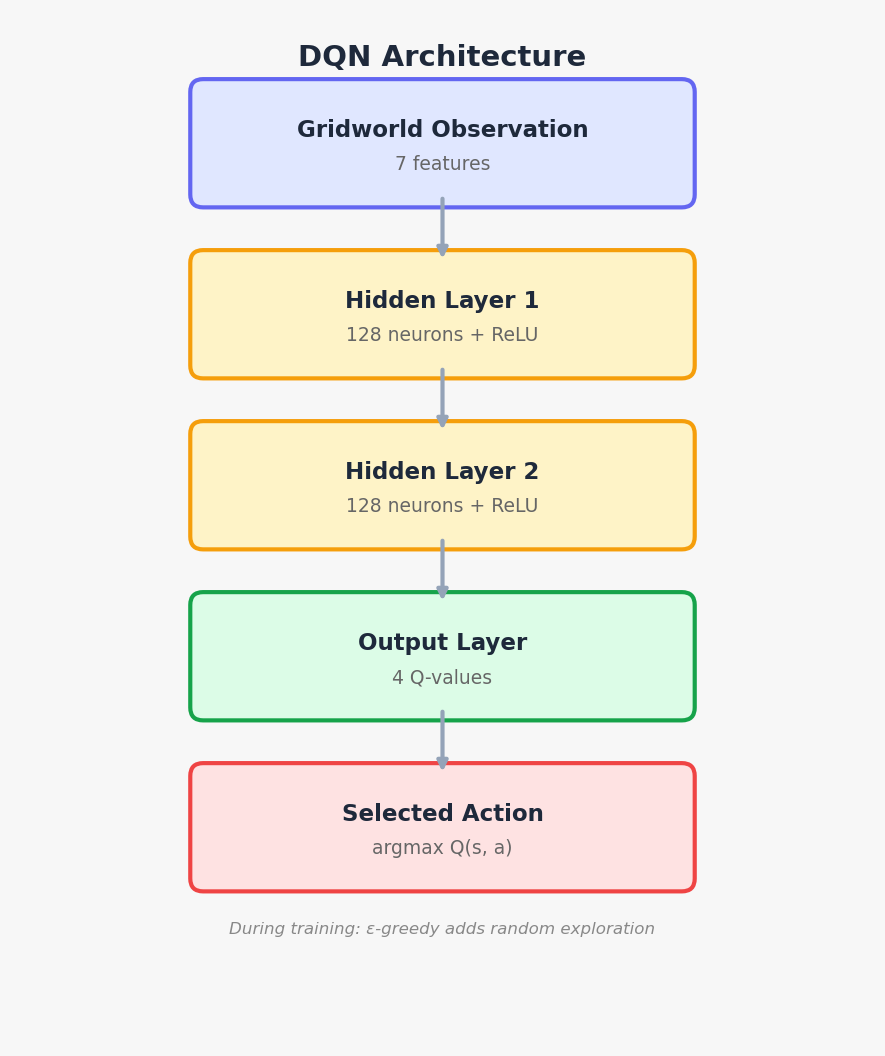 DQN Architecture
Gridworld Observation
7 features
Hidden Layer 1
128 neurons + ReLU
Hidden Layer 2
128 neurons + ReLU
Output Layer
4 Q-values
Selected Action
argmax Q(s, a)
During training: ε-greedy adds random exploration